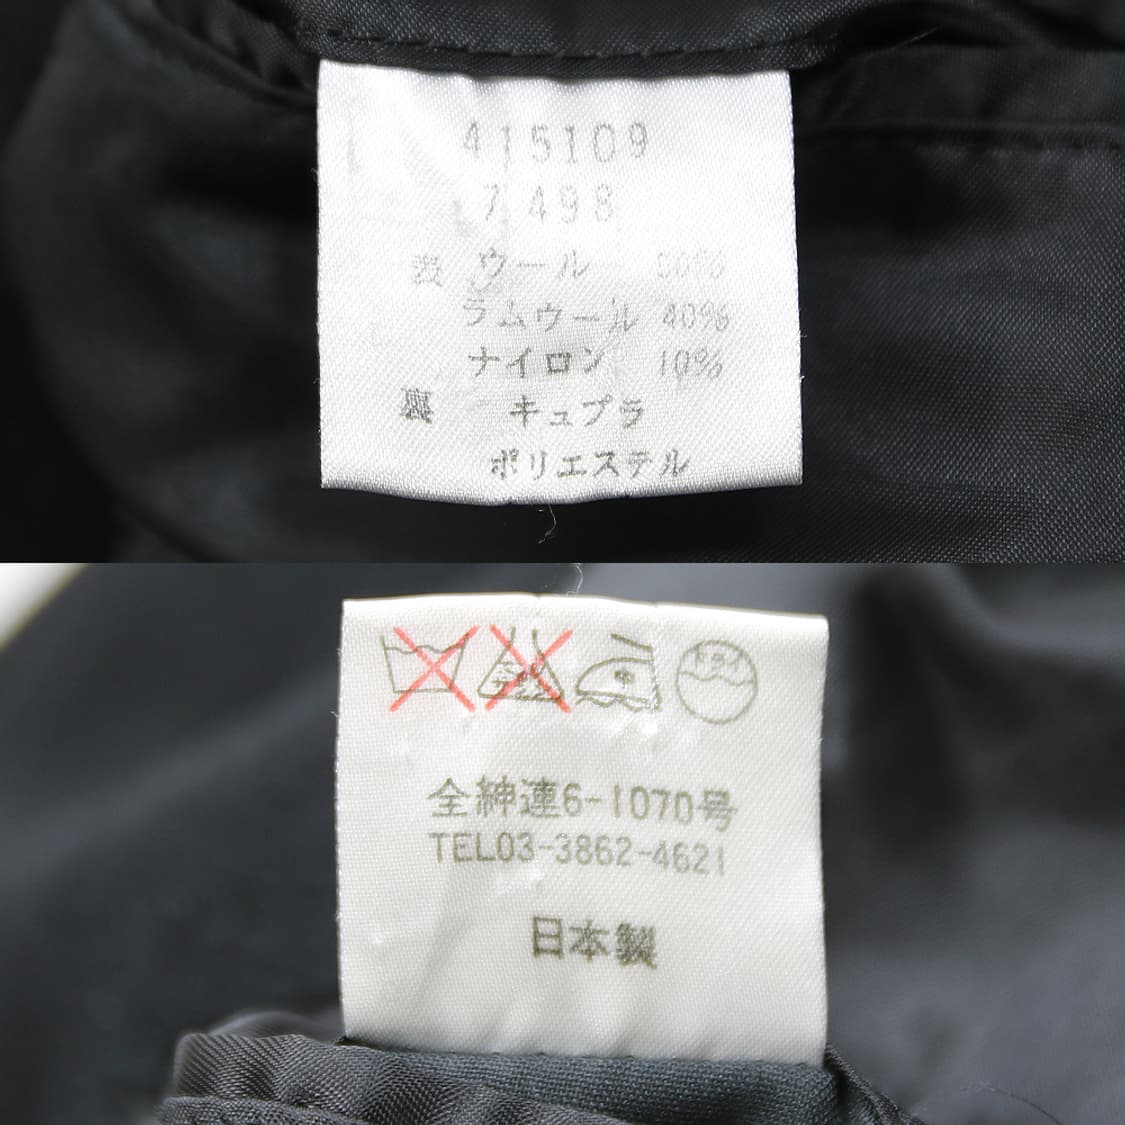 415109
7 498
表 ウール 50%
ラムウール 40%
ナイロン 10%
裏 キュプラ
ポリエステル
ドライ
全紳連6-1070号
TEL03-3862-4621
日本製